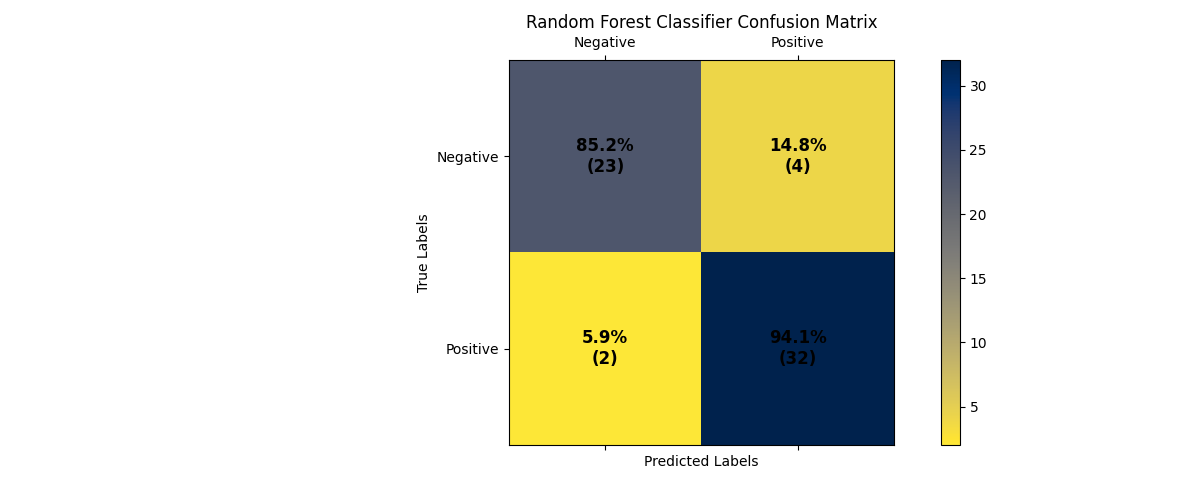 Random Forest Classifier Confusion Matrix
Negative Positive
Negative
85.2%
(23)
14.8%
(4)
Positive
5.9%
(2)
94.1%
(32)
True Labels
Predicted Labels
30
25
20
15
10
5